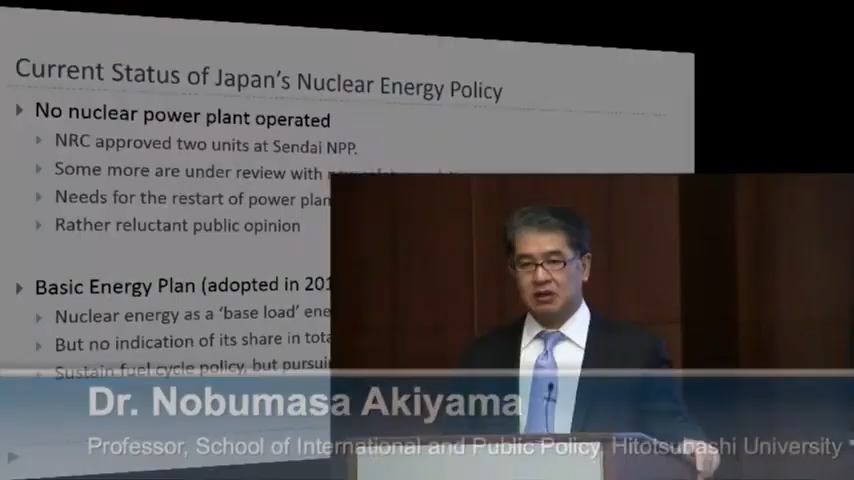 Current Status of Japan's Nuclear Energy Policy
No nuclear power plant operated
NRC approved two units at Sendai NPP.
Some more are under review with
Needs for the restart of power plan
Rather reluctant public opinion
Basic Energy Plan (adopted in 201
Nuclear energy as a 'base load' ene
But no indication of its share in tota
Sustain fuel cycle policy, but pursui
Dr. Nobumasa Akiyama
Professor, School of International and Public Policy, Hitotsubashi University